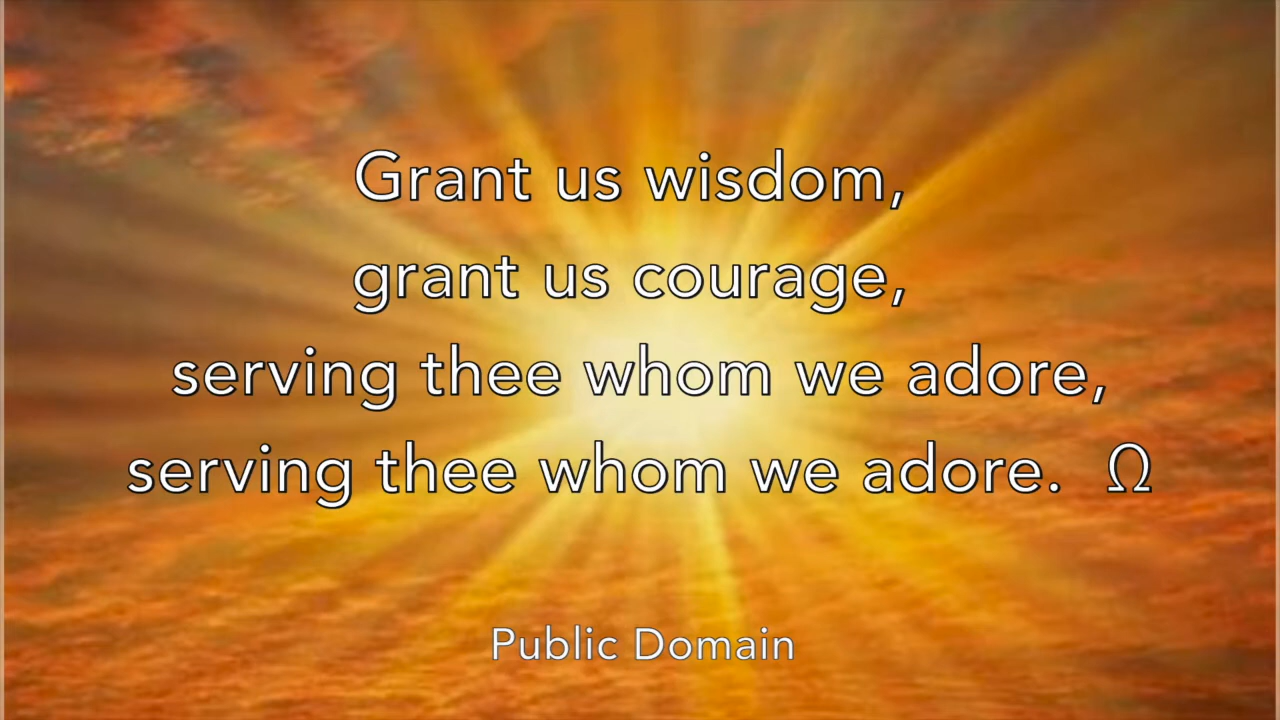 Grant us wisdom,
grant us courage,
serving thee whom we adore,
serving thee whom we adore.  Ω
Public Domain